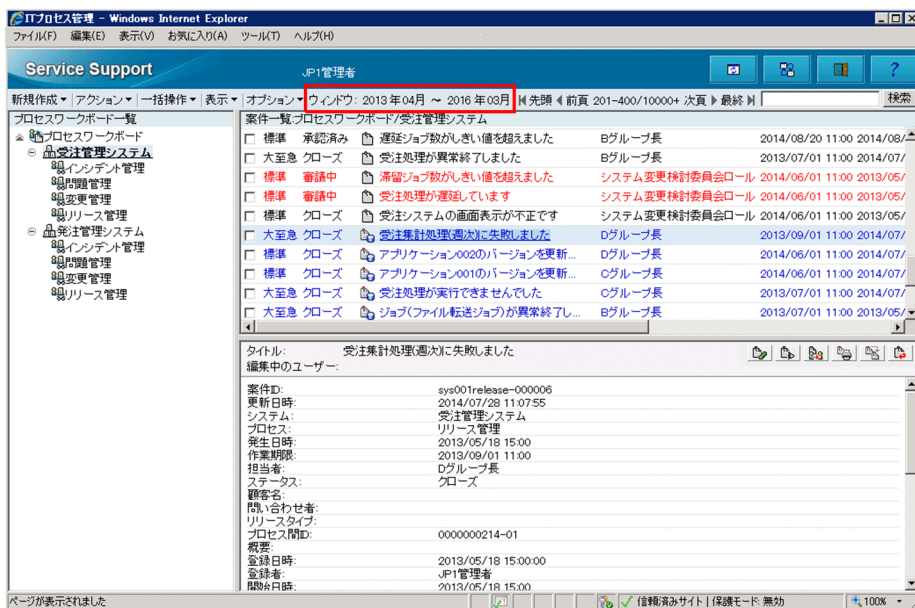 ITプロセス管理 - Windows Internet Explorer
ファイル(F) 編集(E) 表示(V) お気に入り(A) ツール(T) ヘルプ(H)
Service Support JP1管理者 ?
新規作成▼ アクション▼ 一括操作▼ 表示▼ オプション▼ ウィンドウ: 2013年04月 ～ 2016年03月 先頭 前頁 201-400/10000+ 次頁 最終 検索
プロセスワークボード一覧
プロセスワークボード
受注管理システム
インシデント管理
問題管理
変更管理
リリース管理
発注管理システム
インシデント管理
問題管理
変更管理
リリース管理
案件一覧:プロセスワークボード/受注管理システム
標準 承認済み 遅延ジョブ数がしきい値を超えました Bグループ長 2014/08/20 11:00 2014/08/
大至急 クローズ 受注処理が異常終了しました Bグループ長 2013/07/01 11:00 2014/07/
標準 審議中 滞留ジョブ数がしきい値を超えました システム変更検討委員会ロール 2014/06/01 11:00 2013/05/
標準 審議中 受注処理が遅延しています システム変更検討委員会ロール 2014/06/01 11:00 2013/05/
標準 クローズ 受注システムの画面表示が不正です システム変更検討委員会ロール 2014/06/01 11:00 2013/05/
大至急 クローズ 受注集計処理(週次)に失敗しました Dグループ長 2013/09/01 11:00 2014/07/
標準 クローズ アプリケーション002のバージョンを更新... Dグループ長 2014/06/01 11:00 2014/07/
標準 クローズ アプリケーション001のバージョンを更新... Cグループ長 2014/06/01 11:00 2014/07/
大至急 クローズ 受注処理が実行できませんでした Cグループ長 2013/07/01 11:00 2014/07/
大至急 クローズ ジョブ(ファイル転送ジョブ)が異常終了し... Bグループ長 2013/07/01 11:00 2013/05/
タイトル: 受注集計処理(週次)に失敗しました
編集中のユーザー:
案件ID: sys001release-000006
更新日時: 2014/07/28 11:07:55
システム: 受注管理システム
プロセス: リリース管理
発生日時: 2013/05/18 15:00
作業期限: 2013/09/01 11:00
担当者: Dグループ長
ステータス: クローズ
顧客名:
問い合わせ者:
リリースタイプ:
プロセス間ID: 0000000214-01
概要:
登録日時: 2013/05/18 15:00:00
登録者: JP1管理者
開始日時: 2013/05/18 15:00
ページが表示されました 信頼済みサイト | 保護モード: 無効 100%